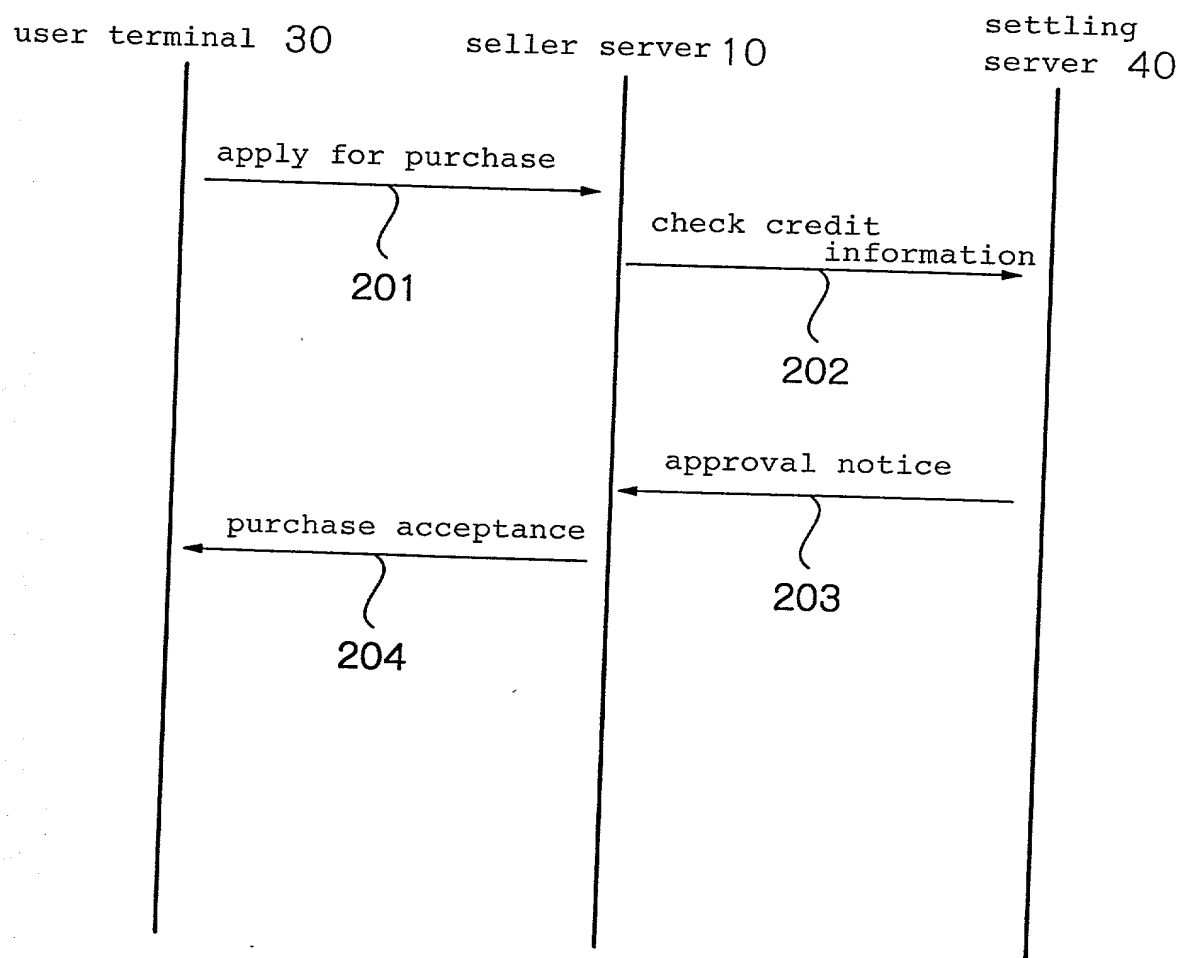 user terminal 30
seller server 10
settling
server 40
apply for purchase
201
check credit
information
202
approval notice
203
purchase acceptance
204